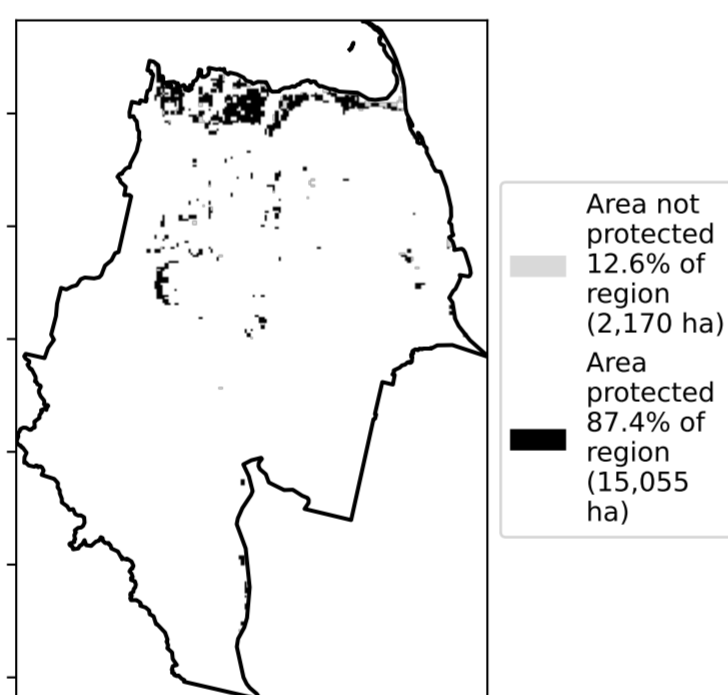 Area not
protected
12.6% of
region
(2,170 ha)
Area
protected
87.4% of
region
(15,055
ha)